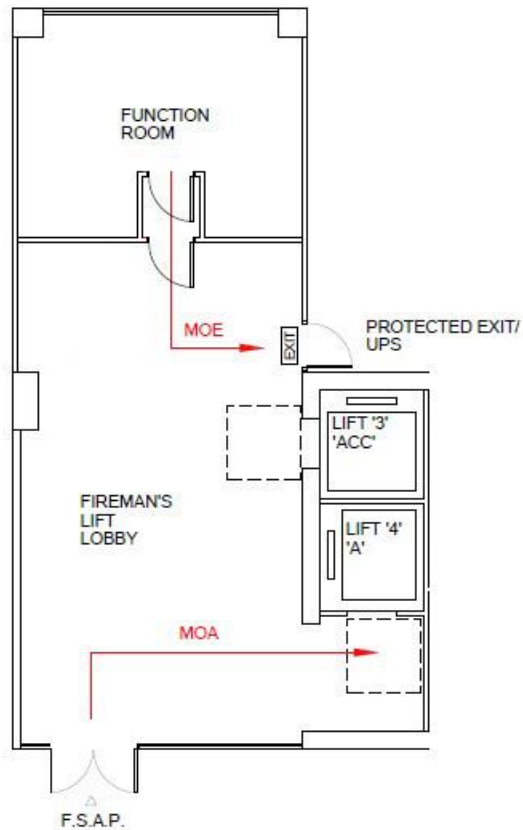 FUNCTION
ROOM
MOE
EXIT
PROTECTED EXIT/
UPS
LIFT '3'
'ACC'
FIREMAN'S
LIFT
LOBBY
LIFT '4'
'A'
MOA
F.S.A.P.